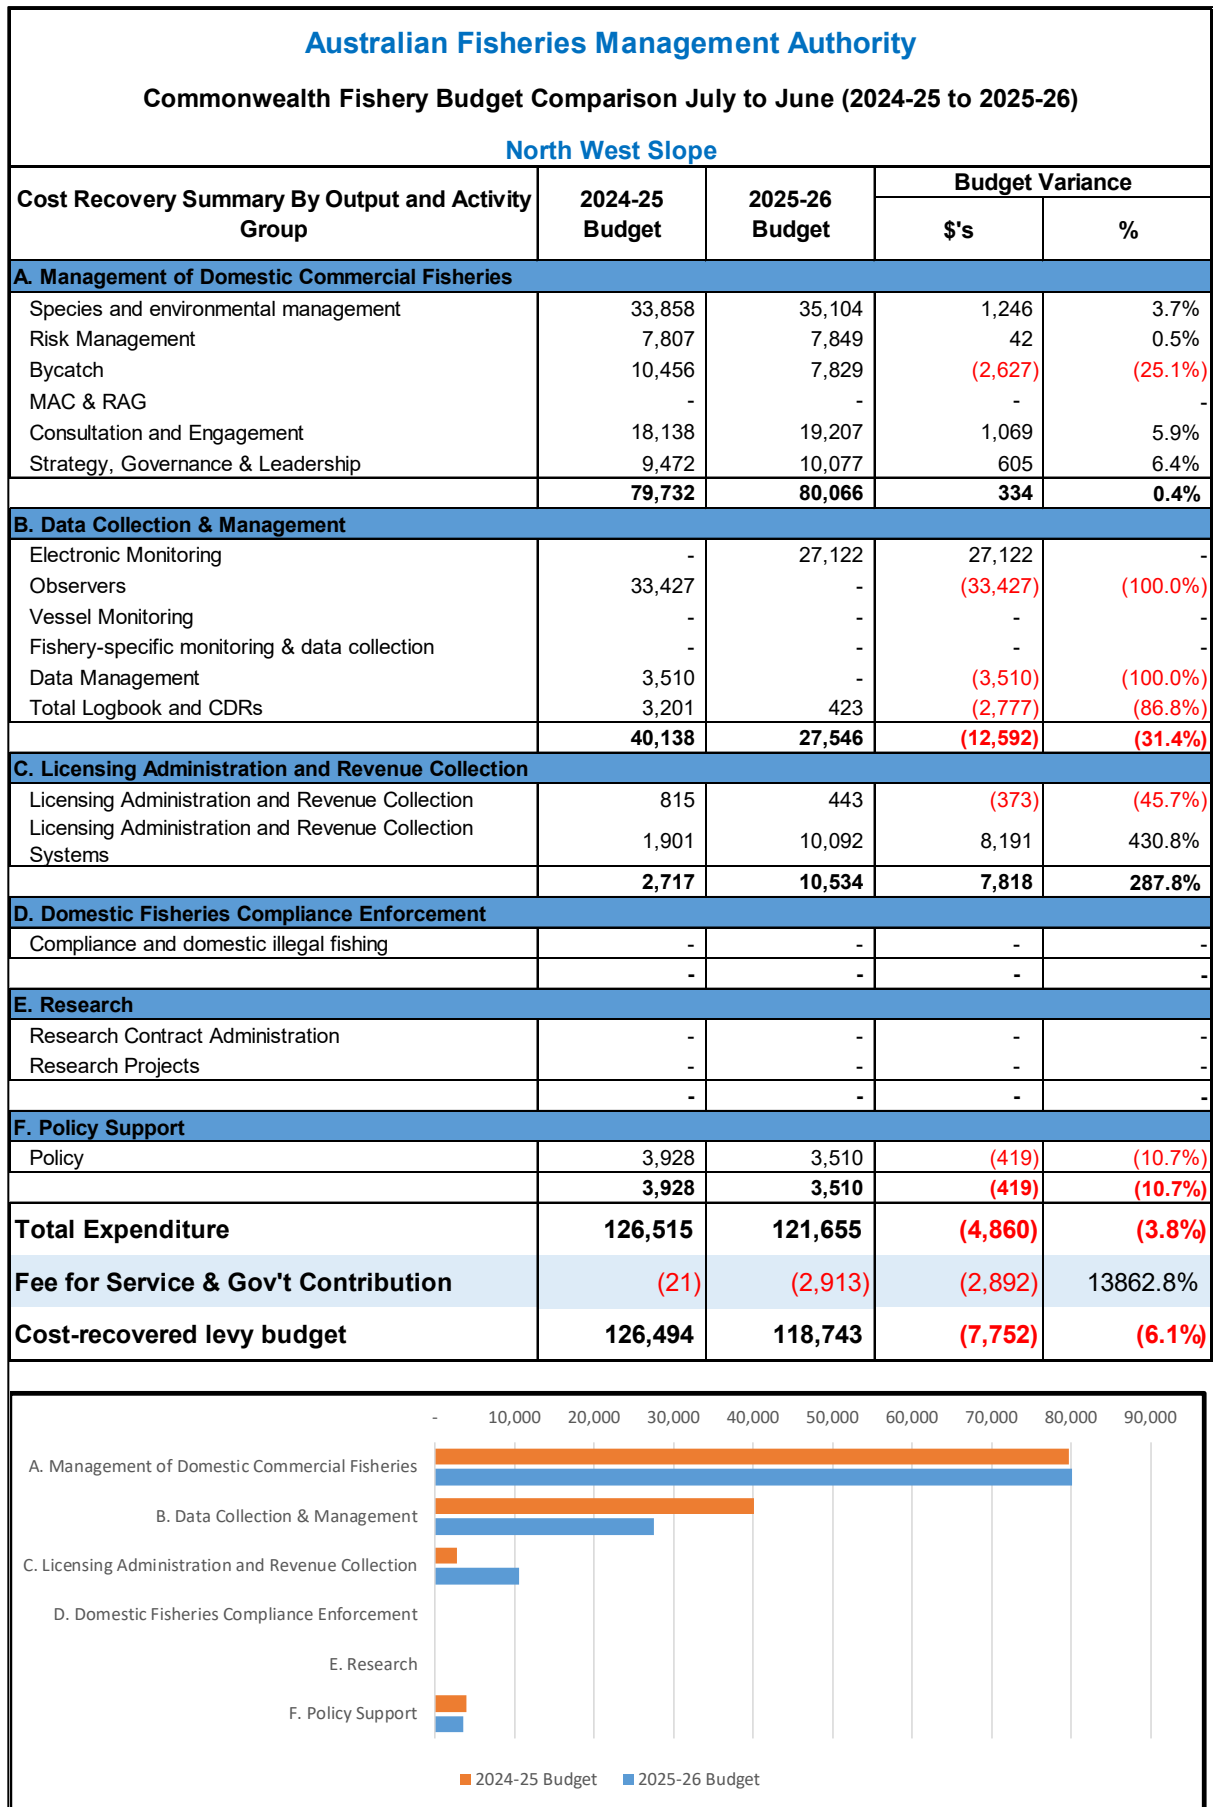 Australian Fisheries Management Authority
Commonwealth Fishery Budget Comparison July to June (2024-25 to 2025-26)
North West Slope
Cost Recovery Summary By Output and Activity Group 2024-25 Budget 2025-26 Budget Budget Variance $'s %
A. Management of Domestic Commercial Fisheries
Species and environmental management 33,858 35,104 1,246 3.7%
Risk Management 7,807 7,849 42 0.5%
Bycatch 10,456 7,829 (2,627) (25.1%)
MAC & RAG - - - -
Consultation and Engagement 18,138 19,207 1,069 5.9%
Strategy, Governance & Leadership 9,472 10,077 605 6.4%
79,732 80,066 334 0.4%
B. Data Collection & Management
Electronic Monitoring - 27,122 27,122 -
Observers 33,427 - (33,427) (100.0%)
Vessel Monitoring - - - -
Fishery-specific monitoring & data collection - - - -
Data Management 3,510 - (3,510) (100.0%)
Total Logbook and CDRs 3,201 423 (2,777) (86.8%)
40,138 27,546 (12,592) (31.4%)
C. Licensing Administration and Revenue Collection
Licensing Administration and Revenue Collection 815 443 (373) (45.7%)
Licensing Administration and Revenue Collection
Systems 1,901 10,092 8,191 430.8%
2,717 10,534 7,818 287.8%
D. Domestic Fisheries Compliance Enforcement
Compliance and domestic illegal fishing - - - -
- - - -
E. Research
Research Contract Administration - - - -
Research Projects - - - -
- - - -
F. Policy Support
Policy 3,928 3,510 (419) (10.7%)
3,928 3,510 (419) (10.7%)
Total Expenditure 126,515 121,655 (4,860) (3.8%)
Fee for Service & Gov't Contribution (21) (2,913) (2,892) 13862.8%
Cost-recovered levy budget 126,494 118,743 (7,752) (6.1%)
- 10,000 20,000 30,000 40,000 50,000 60,000 70,000 80,000 90,000
A. Management of Domestic Commercial Fisheries
B. Data Collection & Management
C. Licensing Administration and Revenue Collection
D. Domestic Fisheries Compliance Enforcement
E. Research
F. Policy Support
2024-25 Budget 2025-26 Budget